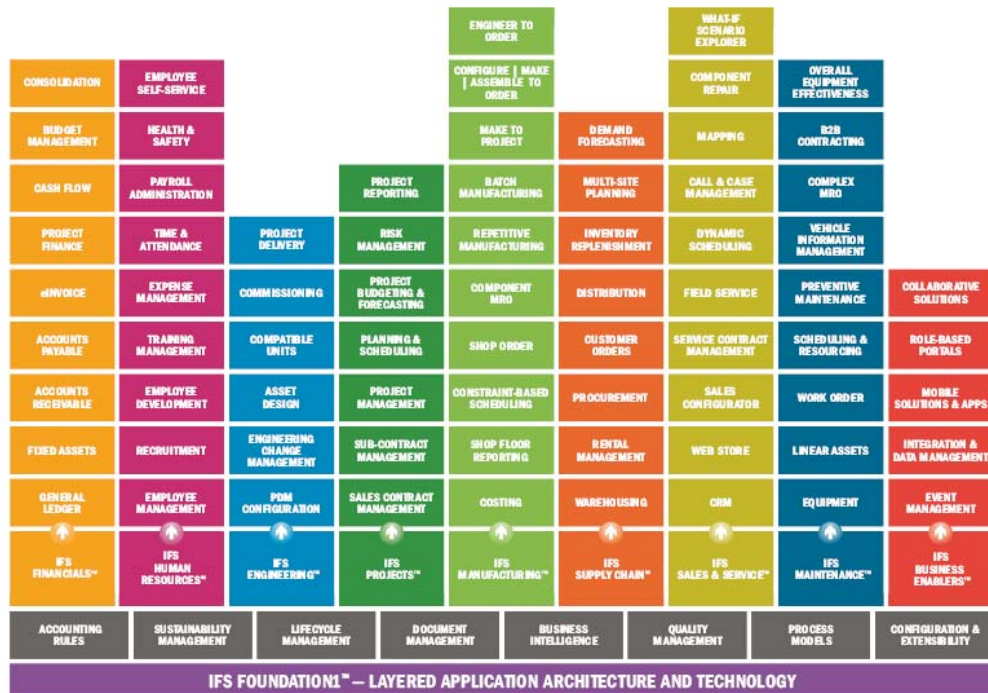 ENGINEER TO
ORDER
WHAT-IF
SCENARIO
EXPLORER
CONSOLIDATION
EMPLOYEE
SELF-SERVICE
CONFIGURE | MAKE
| ASSEMBLE TO
ORDER
COMPONENT
REPAIR
OVERALL
EQUIPMENT
EFFECTIVENESS
BUDGET
MANAGEMENT
HEALTH &
SAFETY
MAKE TO
PROJECT
DEMAND
FORECASTING
MAPPING
B2B
CONTRACTING
CASH FLOW
PAYROLL
ADMINISTRATION
PROJECT
REPORTING
BATCH
MANUFACTURING
MULTI-SITE
PLANNING
CALL & CASE
MANAGEMENT
COMPLEX
MRO
PROJECT
FINANCE
TIME &
ATTENDANCE
PROJECT
DELIVERY
RISK
MANAGEMENT
REPETITIVE
MANUFACTURING
INVENTORY
REPLENISHMENT
DYNAMIC
SCHEDULING
VEHICLE
INFORMATION
MANAGEMENT
eINVOICE
EXPENSE
MANAGEMENT
COMMISSIONING
PROJECT
BUDGETING &
FORECASTING
COMPONENT
MRO
DISTRIBUTION
FIELD SERVICE
PREVENTIVE
MAINTENANCE
COLLABORATIVE
SOLUTIONS
ACCOUNTS
PAYABLE
TRAINING
MANAGEMENT
COMPATIBLE
UNITS
PLANNING &
SCHEDULING
SHOP ORDER
CUSTOMER
ORDERS
SERVICE CONTRACT
MANAGEMENT
SCHEDULING &
RESOURCING
ROLE-BASED
PORTALS
ACCOUNTS
RECEIVABLE
EMPLOYEE
DEVELOPMENT
ASSET
DESIGN
PROJECT
MANAGEMENT
CONSTRAINT-BASED
SCHEDULING
PROCUREMENT
SALES
CONFIGURATOR
WORK ORDER
MOBILE
SOLUTIONS & APPS
FIXED ASSETS
RECRUITMENT
ENGINEERING
CHANGE
MANAGEMENT
SUB-CONTRACT
MANAGEMENT
SHOP FLOOR
REPORTING
RENTAL
MANAGEMENT
WEB STORE
LINEAR ASSETS
INTEGRATION &
DATA MANAGEMENT
GENERAL
LEDGER
EMPLOYEE
MANAGEMENT
PDM
CONFIGURATION
SALES CONTRACT
MANAGEMENT
COSTING
WAREHOUSING
CRM
EQUIPMENT
EVENT
MANAGEMENT
IFS
FINANCIALS™
IFS
HUMAN
RESOURCES™
IFS
ENGINEERING™
IFS
PROJECTS™
IFS
MANUFACTURING™
IFS
SUPPLY CHAIN™
IFS
SALES & SERVICE™
IFS
MAINTENANCE™
IFS
BUSINESS
ENABLERS™
ACCOUNTING
RULES
SUSTAINABILITY
MANAGEMENT
LIFECYCLE
MANAGEMENT
DOCUMENT
MANAGEMENT
BUSINESS
INTELLIGENCE
QUALITY
MANAGEMENT
PROCESS
MODELS
CONFIGURATION &
EXTENSIBILITY
IFS FOUNDATION1™ — LAYERED APPLICATION ARCHITECTURE AND TECHNOLOGY